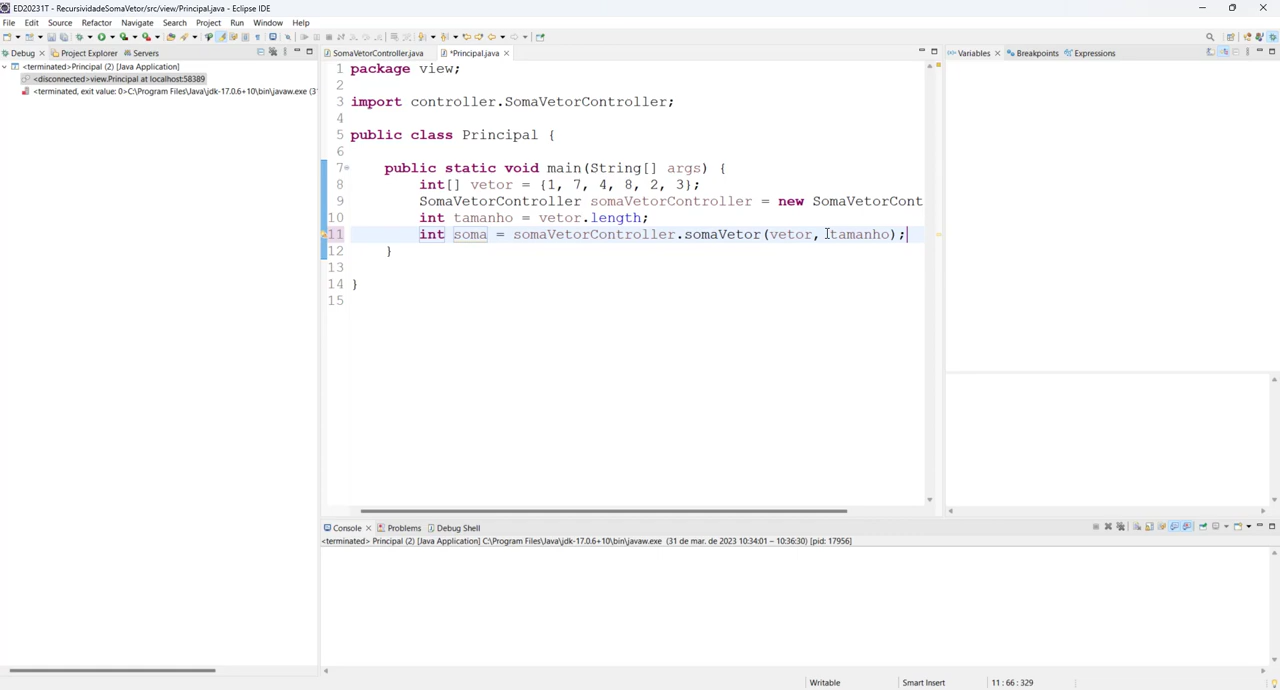 ED20231T - RecursividadeSomaVetor/src/view/Principal.java - Eclipse IDE
File Edit Source Refactor Navigate Search Project Run Window Help
Debug Project Explorer Servers
SomaVetorController.java *Principal.java
Variables Breakpoints Expressions
<terminated>Principal (2) [Java Application]
<disconnected>view.Principal at localhost:58389
<terminated, exit value: 0>C:\Program Files\Java\jdk-17.0.6+10\bin\javaw.exe (3
1 package view;
2
3 import controller.SomaVetorController;
4
5 public class Principal {
6
7 public static void main(String[] args) {
8 int[] vetor = {1, 7, 4, 8, 2, 3};
9 SomaVetorController somaVetorController = new SomaVetorCont
10 int tamanho = vetor.length;
11 int soma = somaVetorController.somaVetor(vetor, tamanho);
12 }
13
14 }
15
Console Problems Debug Shell
<terminated> Principal (2) [Java Application] C:\Program Files\Java\jdk-17.0.6+10\bin\javaw.exe (31 de mar. de 2023 10:34:01 – 10:36:30) [pid: 17956]
Writable Smart Insert 11 : 66 : 329